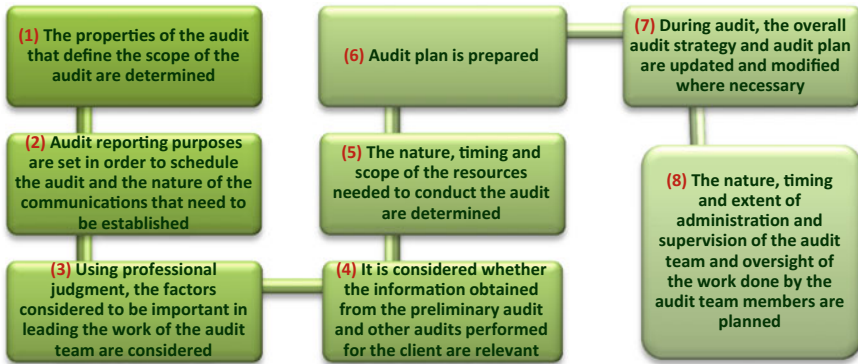 (1) The properties of the audit
that define the scope of the
audit are determined
(2) Audit reporting purposes
are set in order to schedule
the audit and the nature of the
communications that need to
be established
(3) Using professional
judgment, the factors
considered to be important in
leading the work of the audit
team are considered
(4) It is considered whether
the information obtained
from the preliminary audit
and other audits performed
for the client are relevant
(5) The nature, timing and
scope of the resources
needed to conduct the audit
are determined
(6) Audit plan is prepared
(7) During audit, the overall
audit strategy and audit plan
are updated and modified
where necessary
(8) The nature, timing
and extent of
administration and
supervision of the audit
team and oversight
of the work done by the
audit team members are
planned